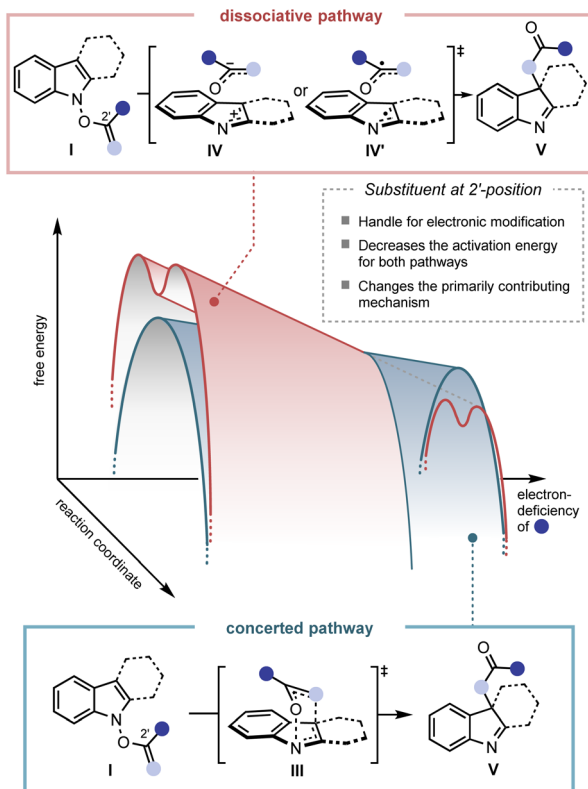 dissociative pathway
O
2'
O
O
−
+
N
O
•
•
N
‡
O
N
N
or
I
IV
IV'
V
Substituent at 2'-position
Handle for electronic modification
Decreases the activation energy
for both pathways
Changes the primarily contributing
mechanism
free energy
reaction coordinate
electron-
deficiency
of
concerted pathway
N
O
2'
O
N
‡
O
N
I
III
V